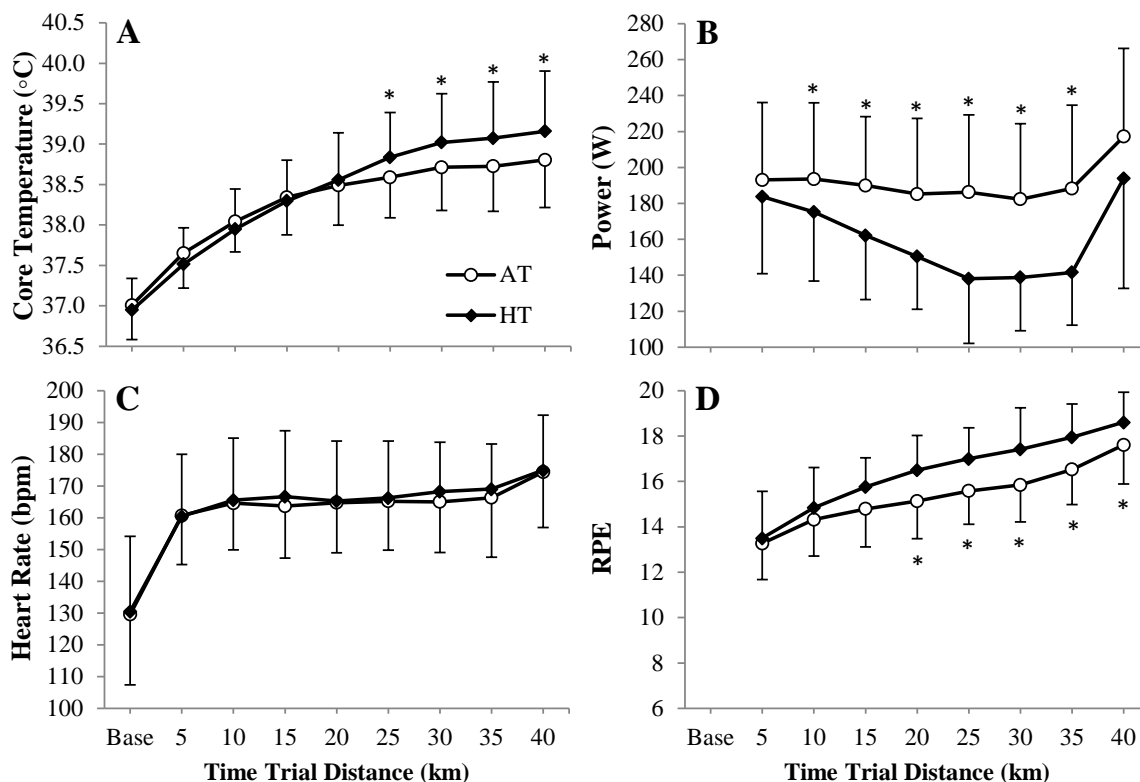 A
Core Temperature (◦C)
40.5
40.0
39.5
39.0
38.5
38.0
37.5
37.0
36.5
* * * *
AT
HT
B
Power (W)
280
260
240
220
200
180
160
140
120
100
* * * * * *
C
Heart Rate (bpm)
200
190
180
170
160
150
140
130
120
110
100
Base 5 10 15 20 25 30 35 40
Time Trial Distance (km)
D
RPE
20
18
16
14
12
10
8
6
* * * * *
Base 5 10 15 20 25 30 35 40
Time Trial Distance (km)